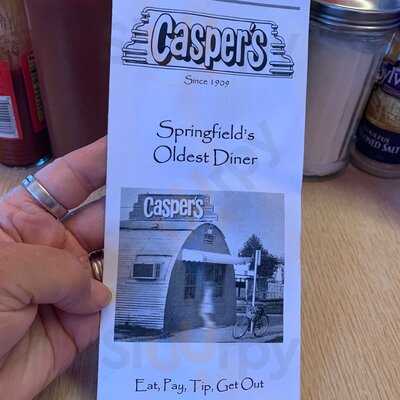 Casper's
Since 1909
Springfield's
Oldest Diner
Casper's
Eat, Pay, Tip, Get Out